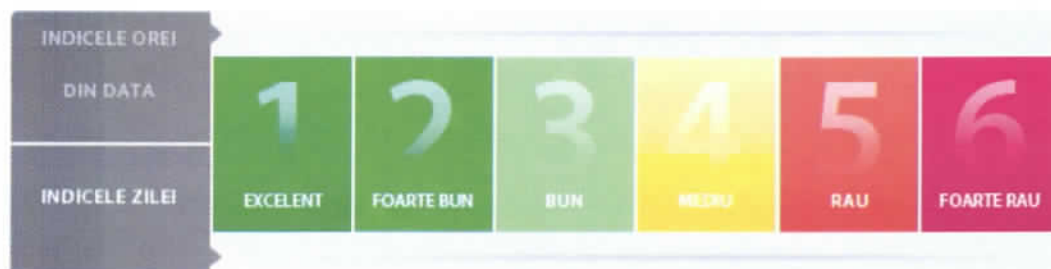 INDICELE OREI
DIN DATA
INDICELE ZILEI
1 2 3 4 5 6
EXCELENT FOARTE BUN BUN MEDIU RAU FOARTE RAU